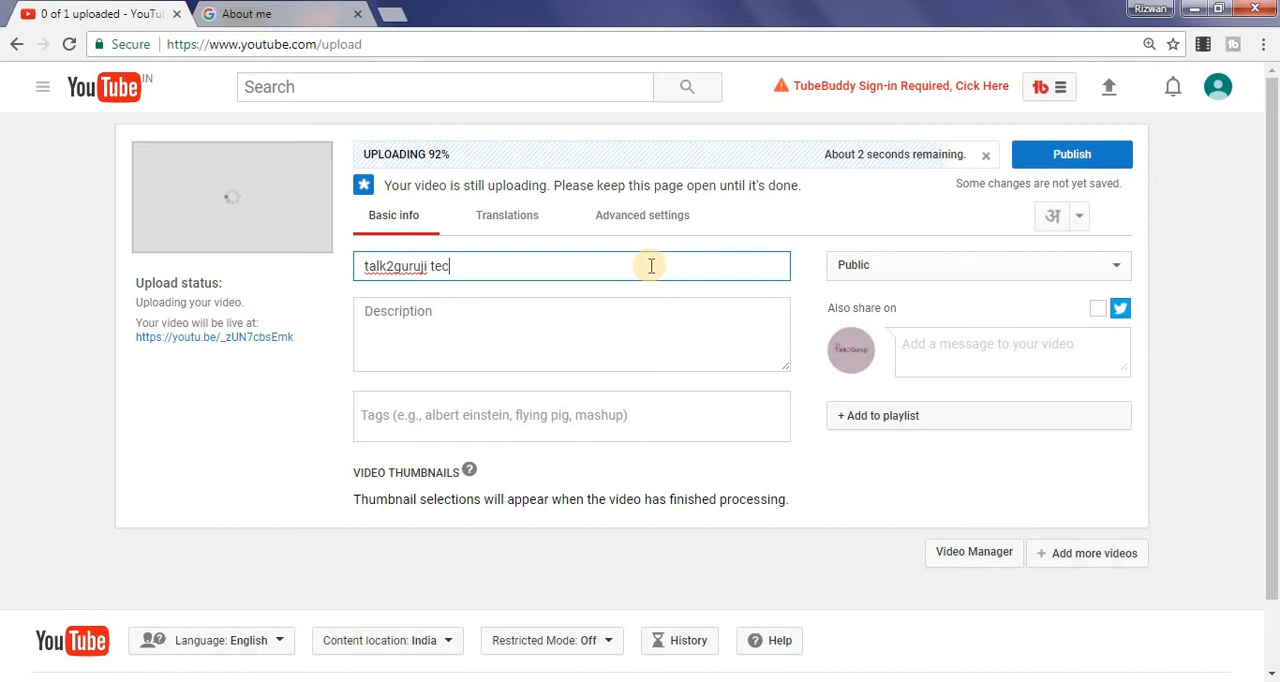 0 of 1 uploaded - YouTu
About me
Rizwan
Secure
https://www.youtube.com/upload
YouTube IN
Search
TubeBuddy Sign-in Required, Click Here
tb
UPLOADING 92%
About 2 seconds remaining.
Publish
Your video is still uploading. Please keep this page open until it's done.
Some changes are not yet saved.
Basic info
Translations
Advanced settings
अ
talk2guruji tec
Public
Upload status:
Uploading your video.
Your video will be live at:
https://youtu.be/_zUN7cbsEmk
Description
Also share on
Talk2Guruji
Add a message to your video
Tags (e.g., albert einstein, flying pig, mashup)
+ Add to playlist
VIDEO THUMBNAILS ?
Thumbnail selections will appear when the video has finished processing.
Video Manager
+ Add more videos
YouTube
Language: English
Content location: India
Restricted Mode: Off
History
Help